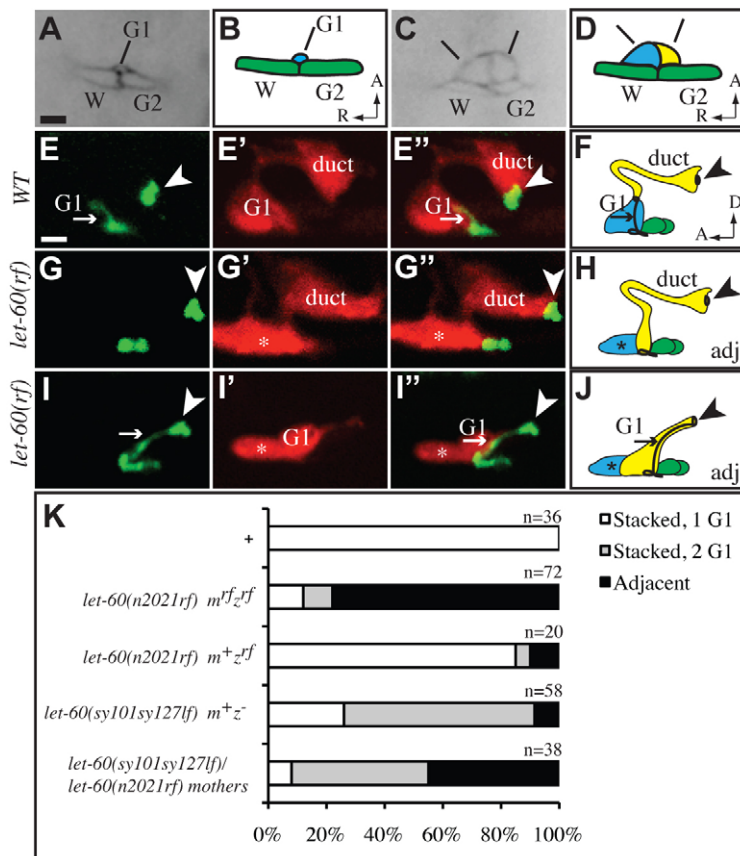 A G1 W G2
B G1 W G2 A R
C W G2
D W G2 A R
WT
E G1
E' G1 duct
E'' G1 duct
F duct G1 D A
let-60(rf)
G
G' duct *
G'' duct *
H duct * adj
let-60(rf)
I
I' G1 *
I'' G1 *
J G1 * adj
K
n=36
+
n=72
let-60(n2021rf) m^rf z^rf
n=20
let-60(n2021rf) m^+ z^rf
n=58
let-60(sy101sy127lf) m^+ z^-
n=38
let-60(sy101sy127lf)/
let-60(n2021rf) mothers
0% 20% 40% 60% 80% 100%
Stacked, 1 G1
Stacked, 2 G1
Adjacent